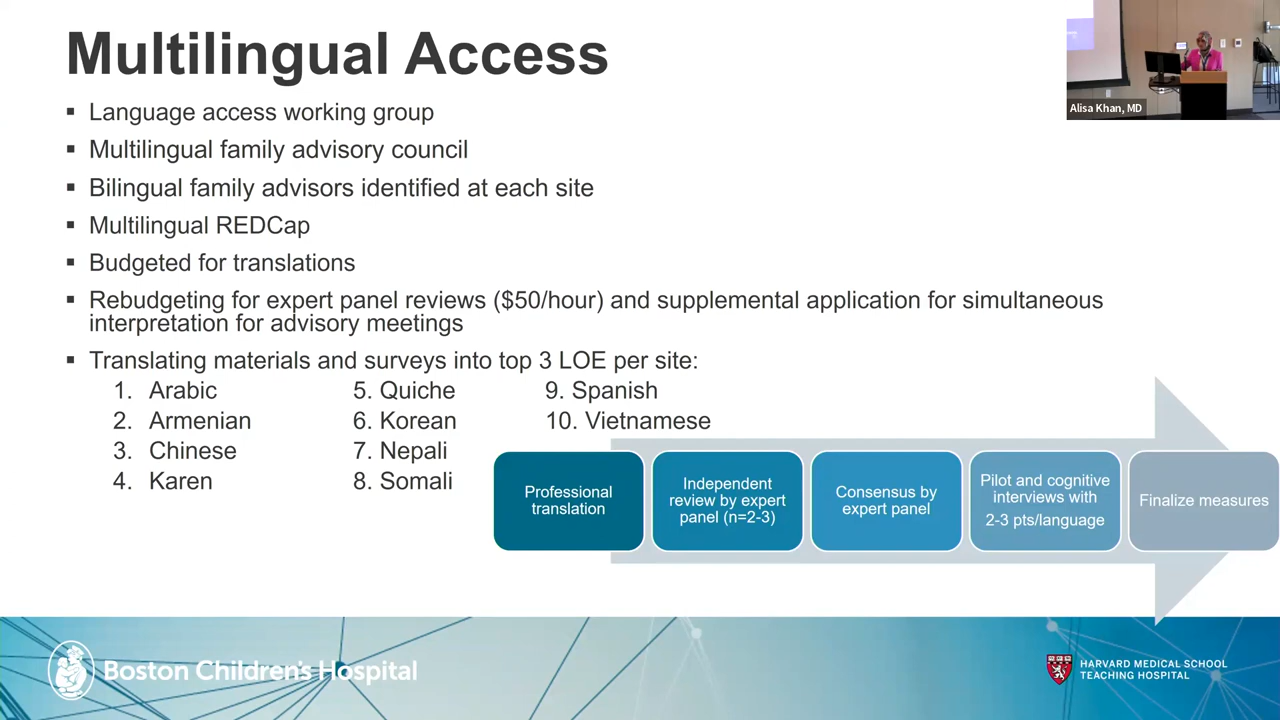 Multilingual Access
Alisa Khan, MD
▪ Language access working group
▪ Multilingual family advisory council
▪ Bilingual family advisors identified at each site
▪ Multilingual REDCap
▪ Budgeted for translations
▪ Rebudgeting for expert panel reviews ($50/hour) and supplemental application for simultaneous
interpretation for advisory meetings
▪ Translating materials and surveys into top 3 LOE per site:
1. Arabic
2. Armenian
3. Chinese
4. Karen
5. Quiche
6. Korean
7. Nepali
8. Somali
9. Spanish
10. Vietnamese
Professional
translation
Independent
review by expert
panel (n=2-3)
Consensus by
expert panel
Pilot and cognitive
interviews with
2-3 pts/language
Finalize measures
Boston Children's Hospital
HARVARD MEDICAL SCHOOL
TEACHING HOSPITAL